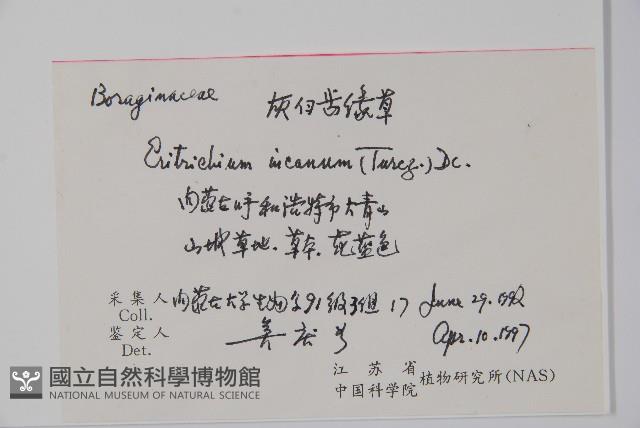 Boraginaceae 灰白齿缘草
Eritrichium incanum (Turcz.) DC.
内蒙古呼和浩特市大青山
山坡草地. 草本. 花蓝色
采集人 内蒙古大学生物系91级3组 17 June 29. 1992
Coll.
鉴定人 Apr. 10. 1997
Det.
江苏省
中国科学院 植物研究所(NAS)
國立自然科學博物館
NATIONAL MUSEUM OF NATURAL SCIENCE